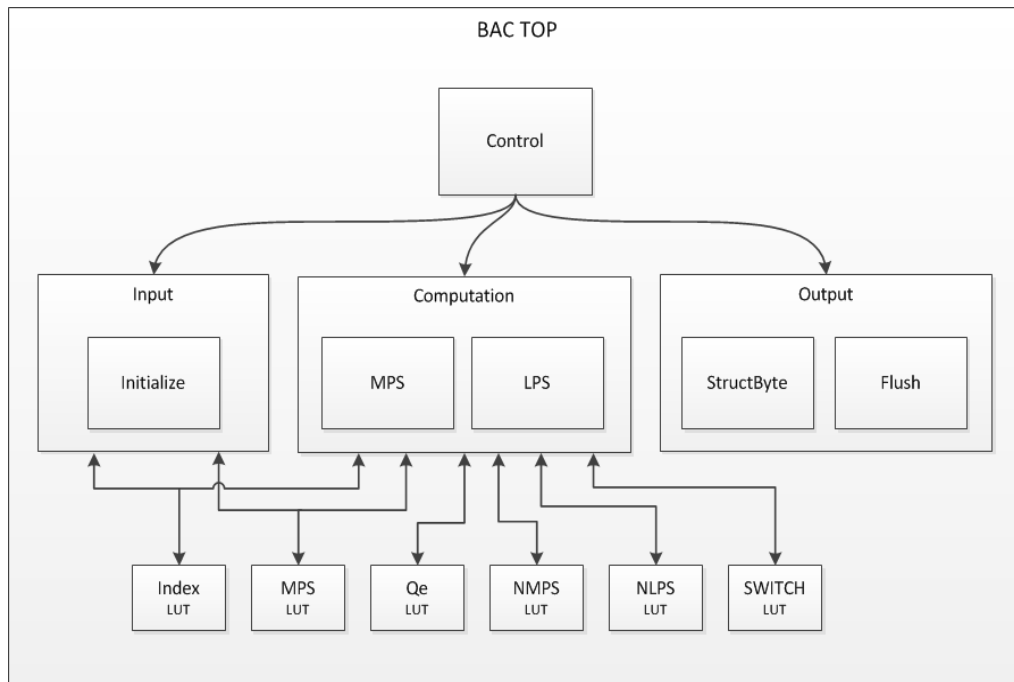 BAC TOP
Control
Input
Computation
Output
Initialize
MPS
LPS
StructByte
Flush
Index
LUT
MPS
LUT
Qe
LUT
NMPS
LUT
NLPS
LUT
SWITCH
LUT